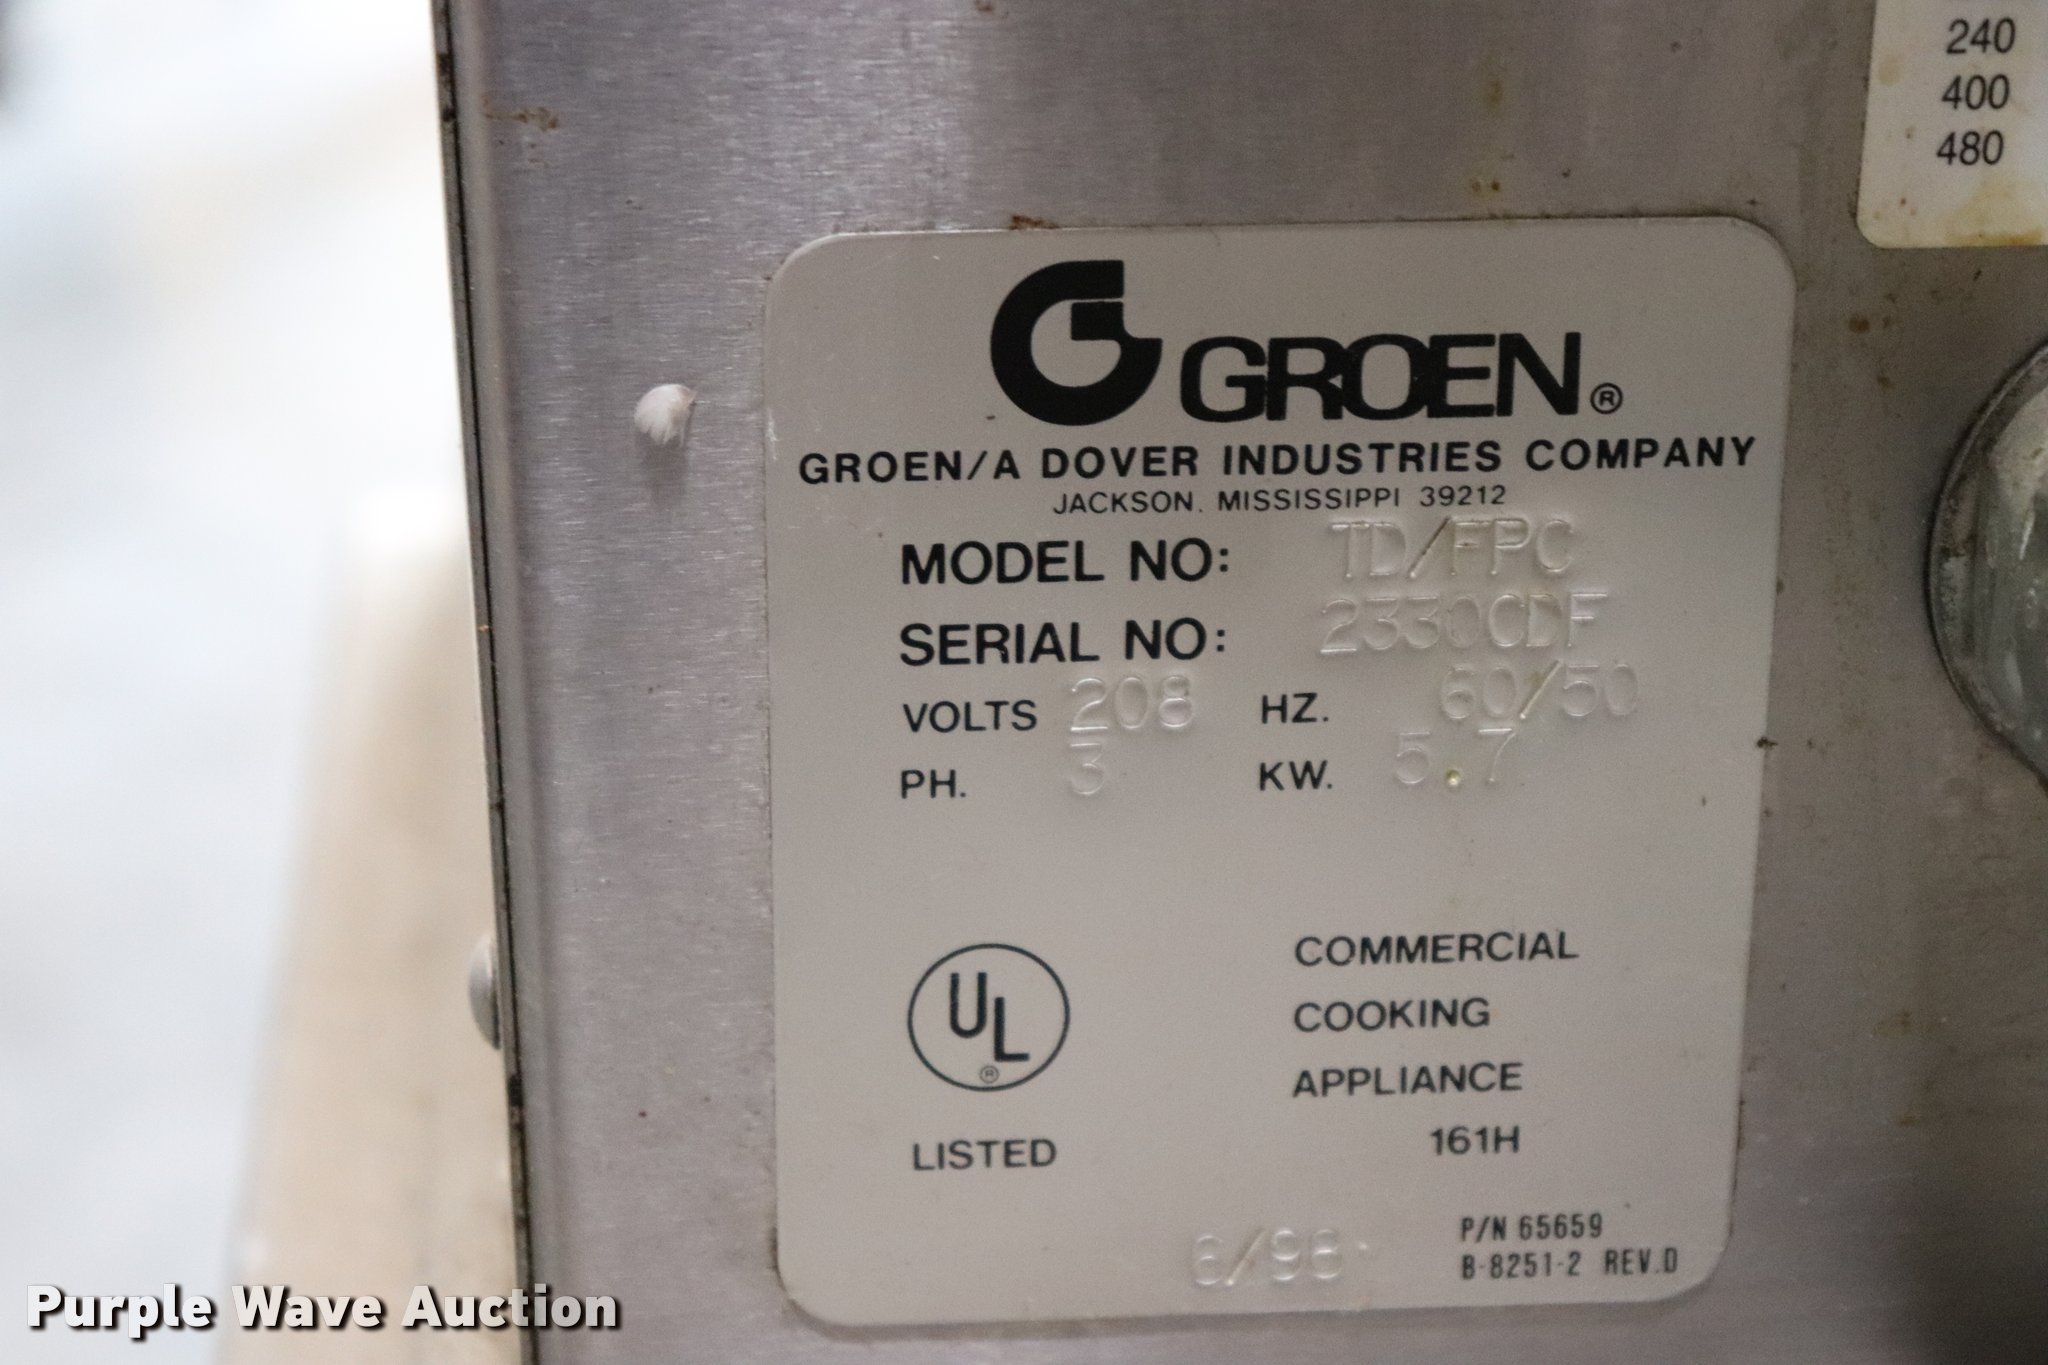 240
400
480
G GROEN®
GROEN/A DOVER INDUSTRIES COMPANY
JACKSON, MISSISSIPPI 39212
MODEL NO: TD/FPC
SERIAL NO: 2330CDF
VOLTS 208 HZ. 60/50
PH. 3 KW. 5.7
UL®
LISTED
COMMERCIAL
COOKING
APPLIANCE
161H
P/N 65659
B-8251-2 REV.D
Purple Wave Auction